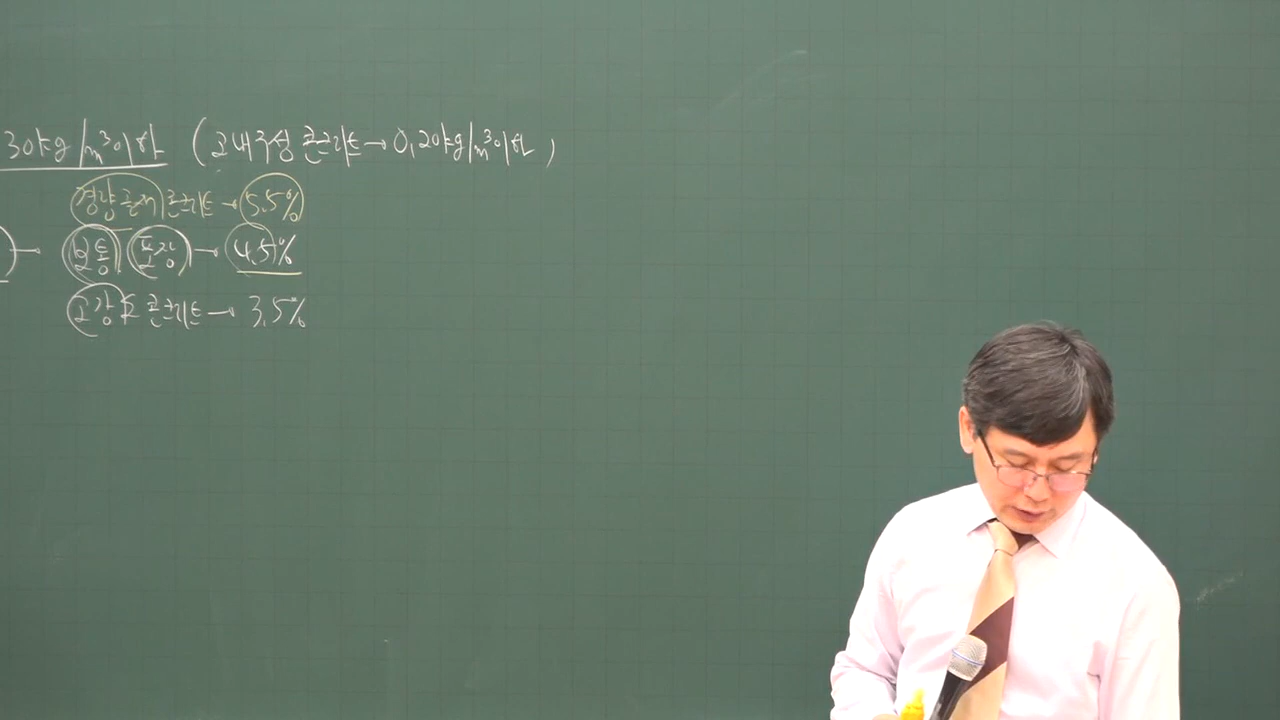 30kg/m³이하 (고내구성 콘크리트→0,20kg/m³이하)
경량골재 콘크리트→5.5%
)→ 보통 포장→4.5%
고강도 콘크리트→3.5%